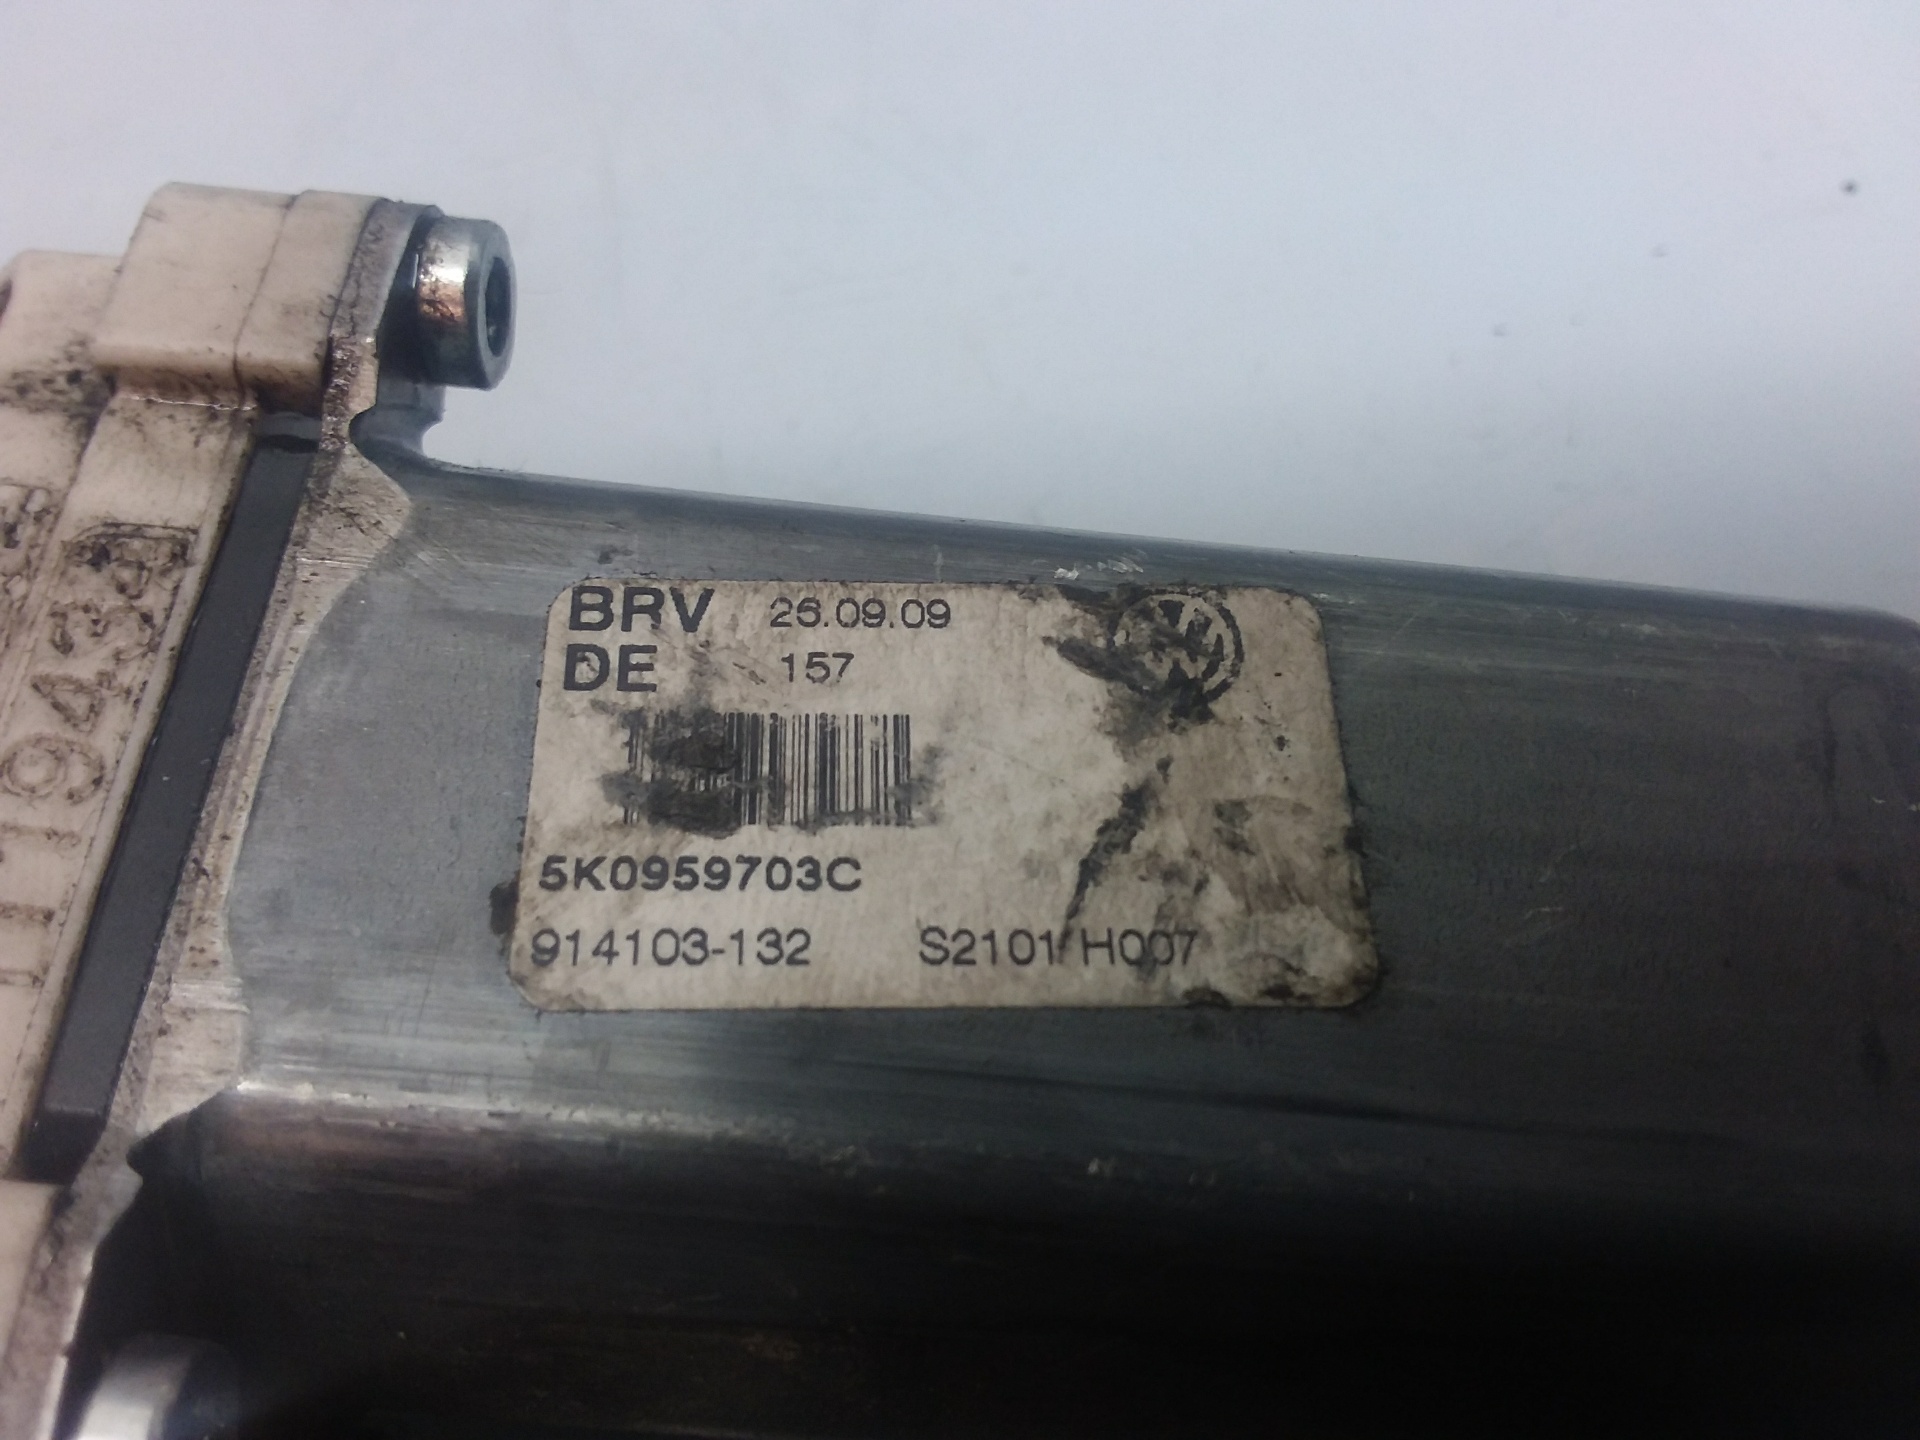 BRV 26.09.09
DE 157
5K0959703C
914103-132 S2101 H007